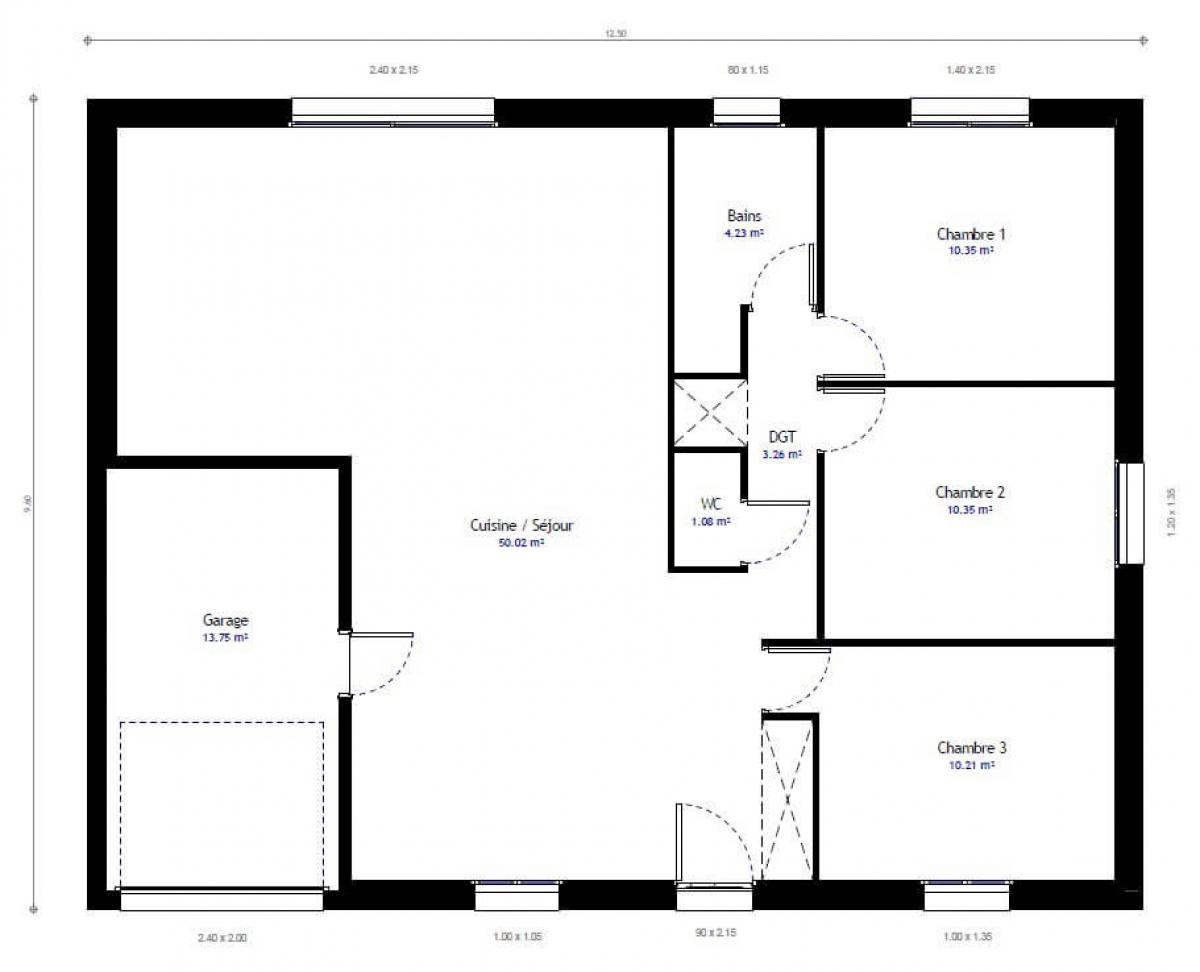 12.50
2.40 x 2.15
80 x 1.15
1.40 x 2.15
Bains
4.23 m²
Chambre 1
10.35 m²
DGT
3.26 m²
WC
1.08 m²
Chambre 2
10.35 m²
9.60
1.20 x 1.35
Cuisine / Séjour
50.02 m²
Garage
13.75 m²
Chambre 3
10.21 m²
2.40 x 2.00
1.00 x 1.05
90 x 2.15
1.00 x 1.35